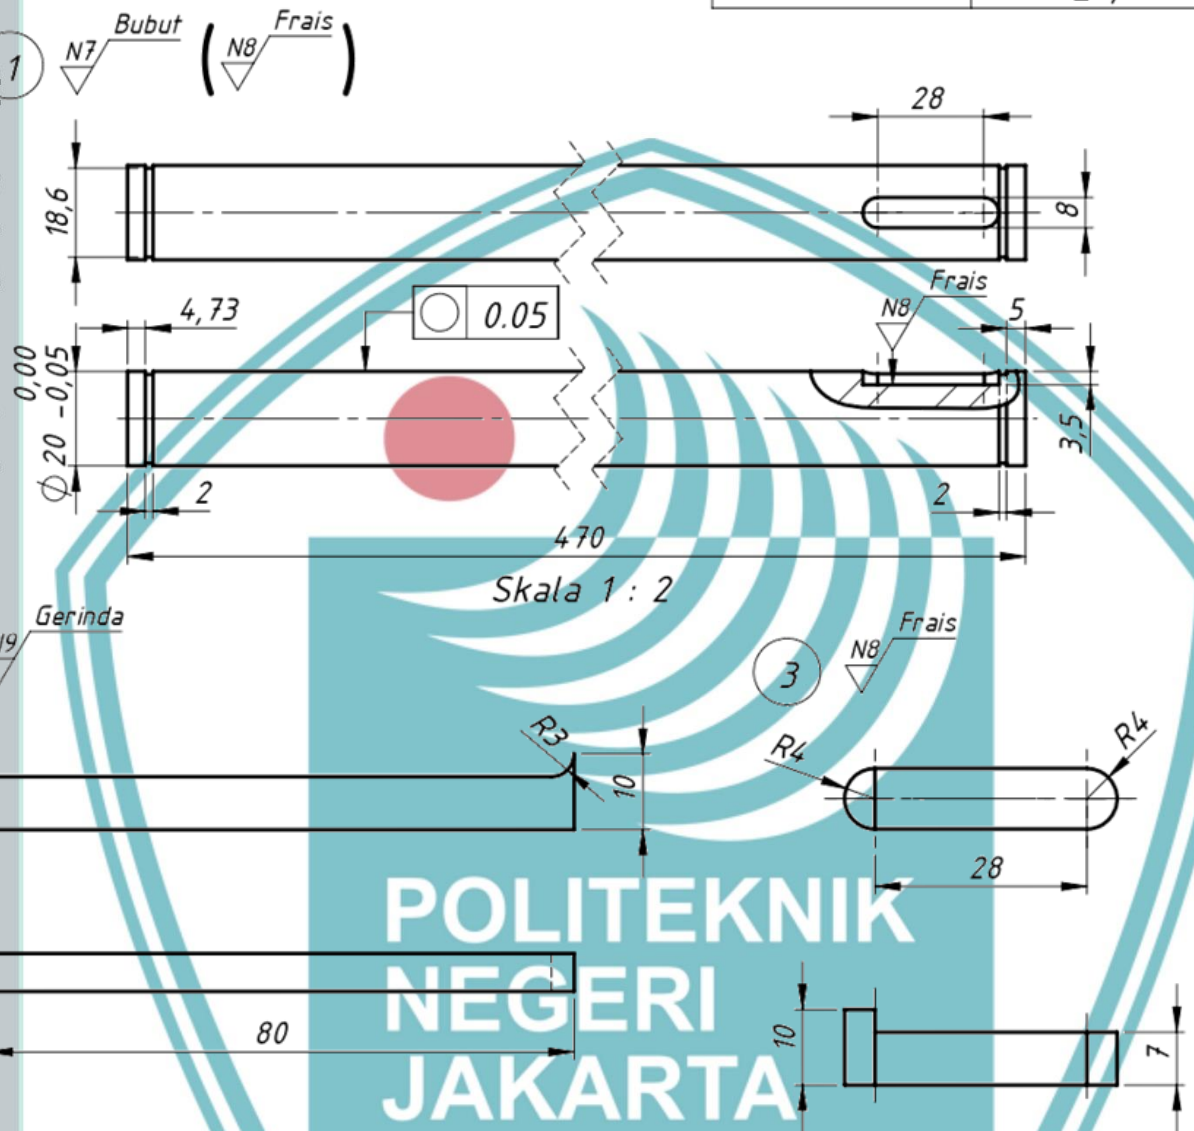 1 N7 Bubut ( N8 Frais )
28
18,6
8
Frais
N8
4,73
0.05
5
0,00
⌀ 20 -0,05
3,5
2
2
470
Skala 1 : 2
Gerinda
Frais
3
N8
R3
10
R4
R4
28
POLITEKNIK
NEGERI
JAKARTA
80
10
7